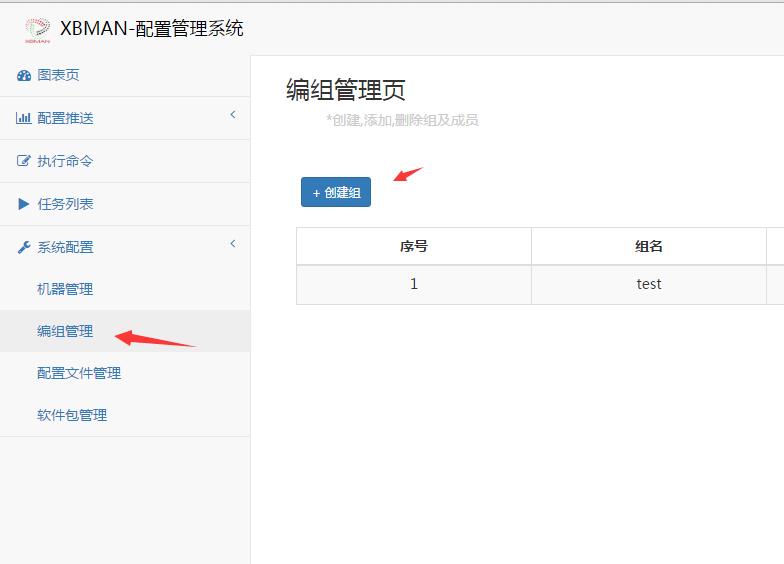 XBMAN
XBMAN-配置管理系统
图表页
配置推送
执行命令
任务列表
系统配置
机器管理
编组管理
配置文件管理
软件包管理
编组管理页
*创建,添加,删除组及成员
+ 创建组
序号 组名
1 test